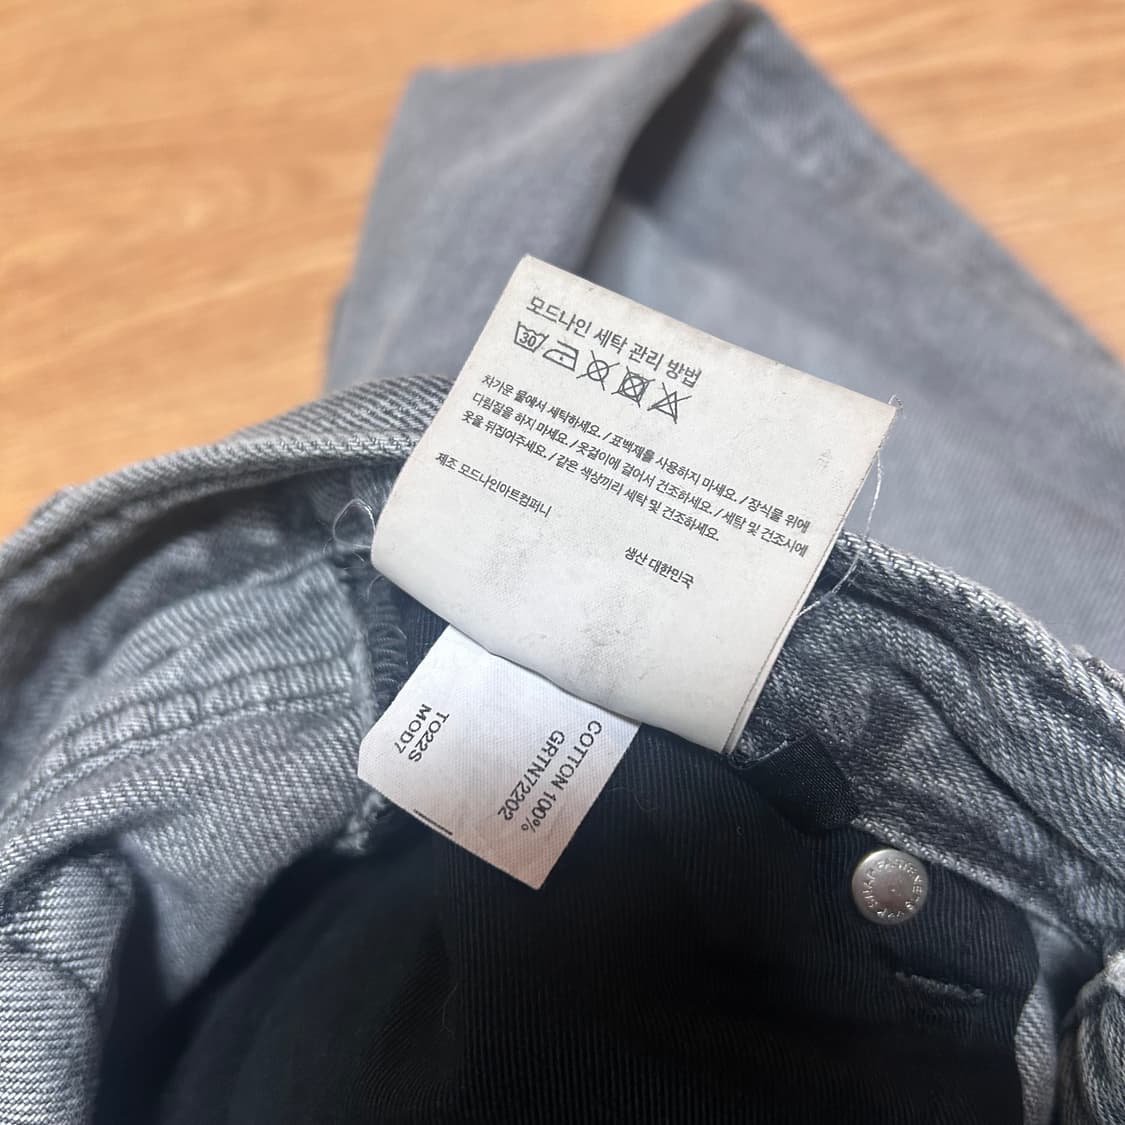 모드나인 세탁 관리 방법
30
차가운 물에서 세탁하세요. / 표백제를 사용하지 마세요. / 장식물 위에
다림질을 하지 마세요. / 옷걸이에 걸어서 건조하세요. / 세탁 및 건조시에
옷을 뒤집어주세요. / 같은 색상끼리 세탁 및 건조하세요.
제조 모드나인아트컴퍼니
생산 대한민국
COTTON 100%
GRTN72202
T022S
MOD7